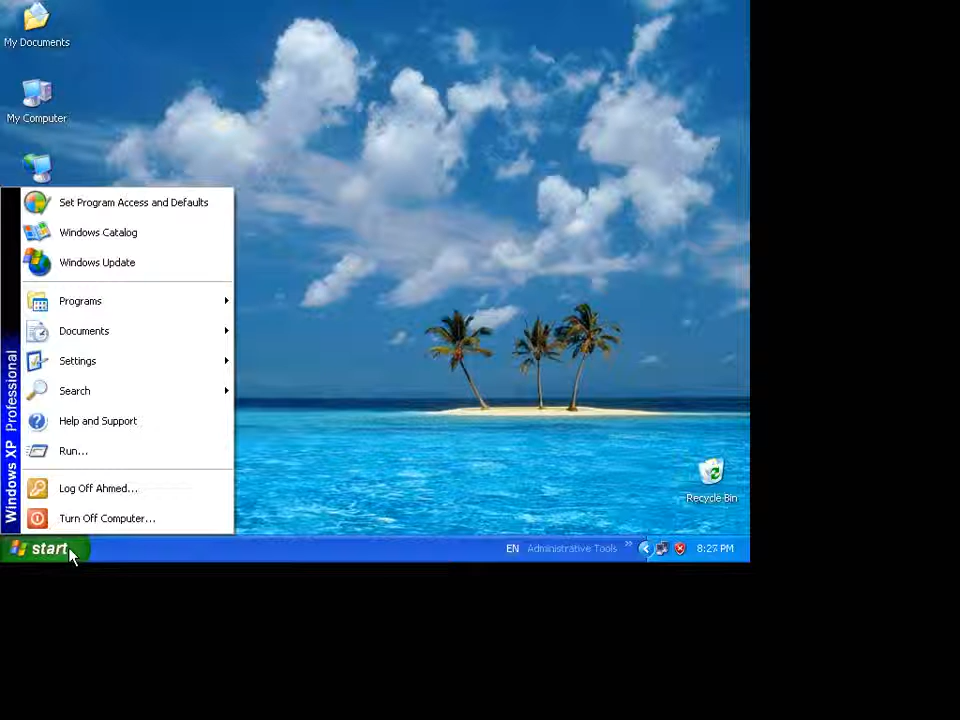 My Documents
My Computer
Set Program Access and Defaults
Windows Catalog
Windows Update
Programs
Documents
Settings
Search
Help and Support
Run...
Log Off Ahmed...
Turn Off Computer...
Windows XP Professional
Recycle Bin
start
EN Administrative Tools » 8:27 PM